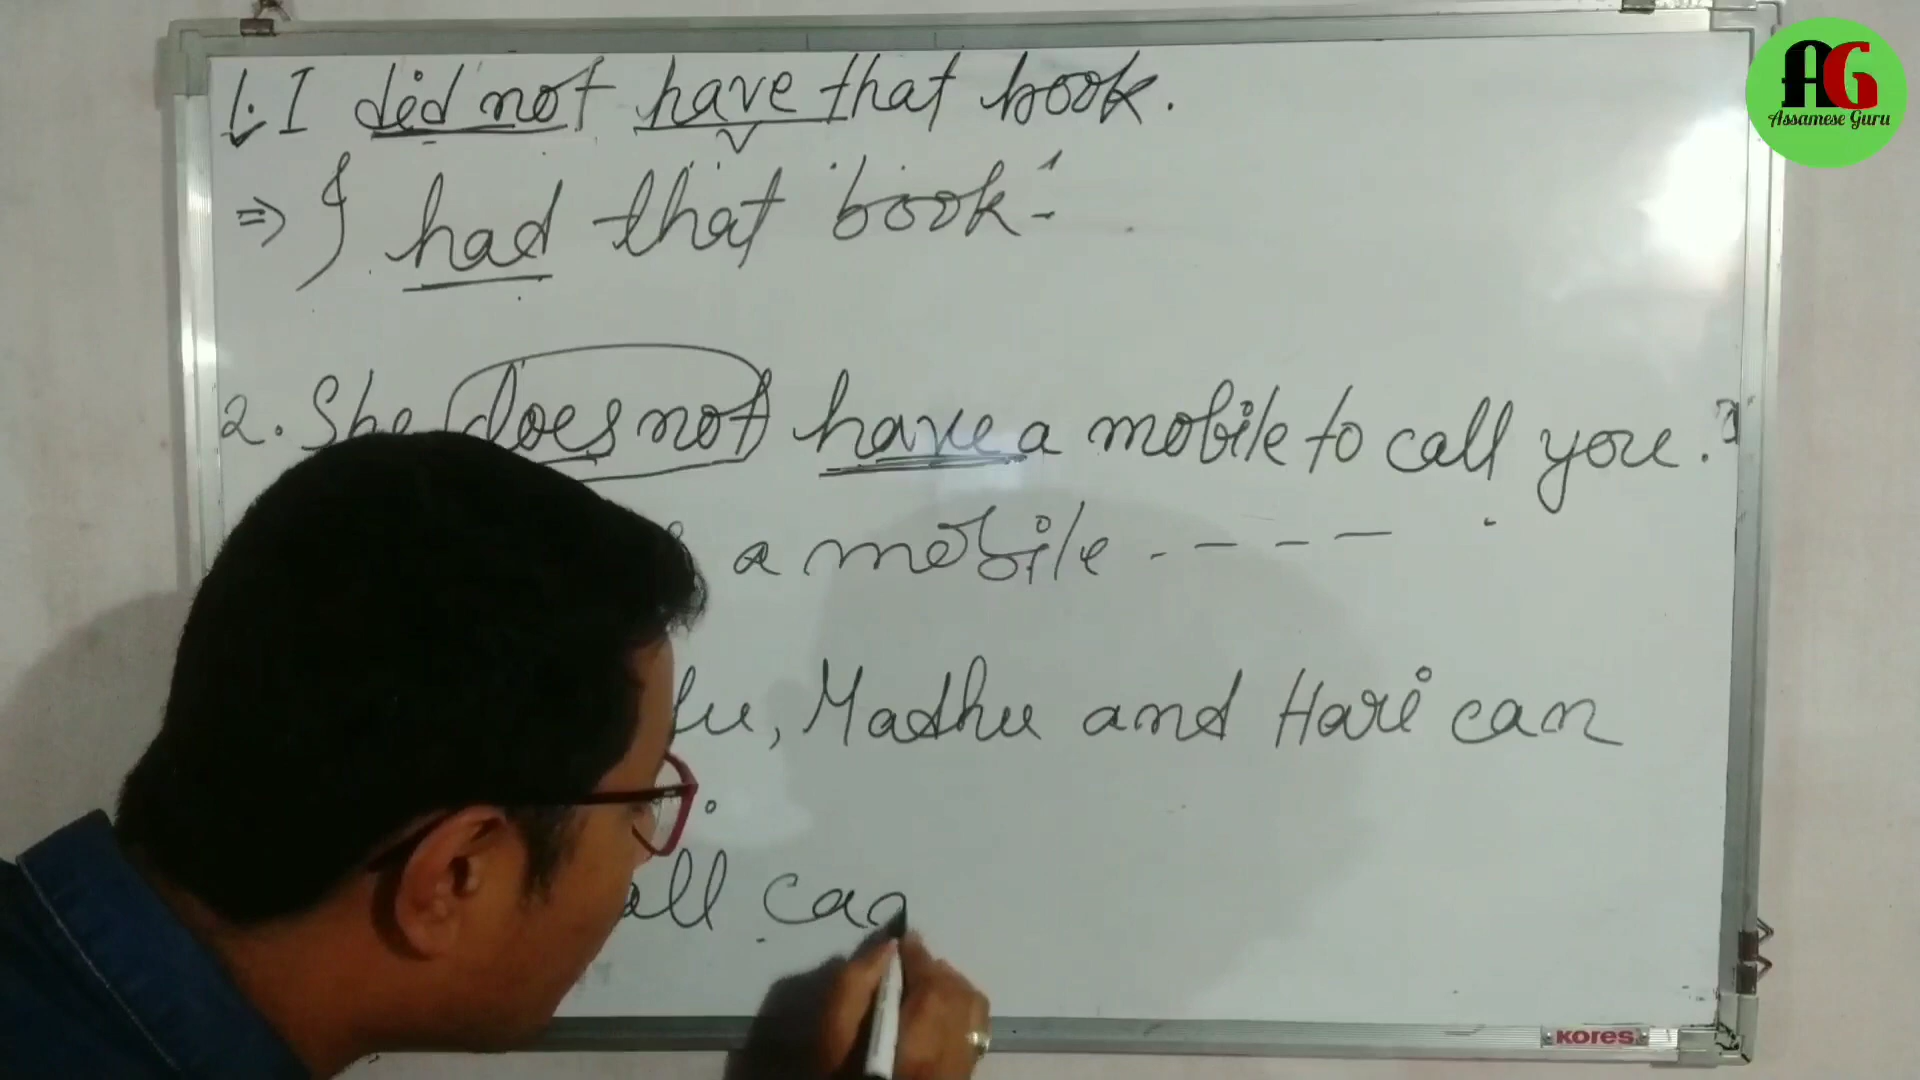 1. I did not have that book.
⇒ I had that book.
2. She does not have a mobile to call you.
a mobile - - - -
Madhu and Hari can
all can
AG
Assamese Guru
KORES